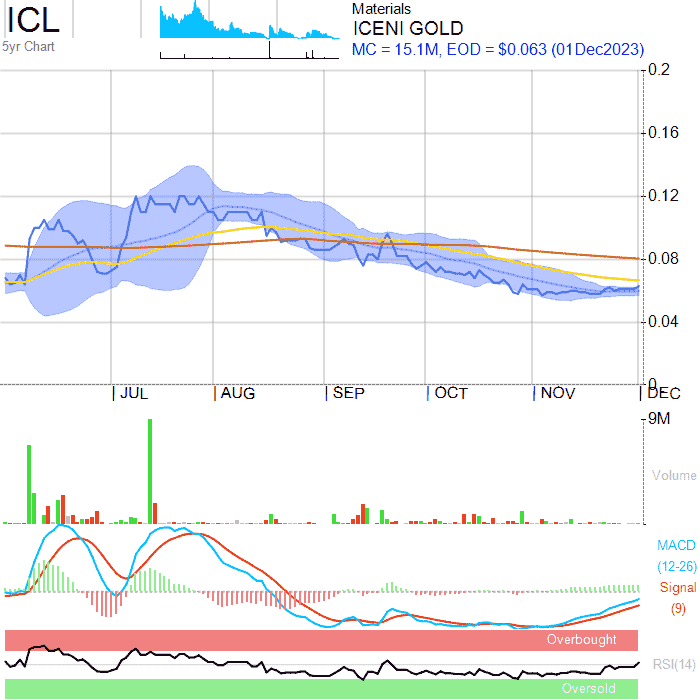 ICL
5yr Chart
Materials
ICENI GOLD
MC = 15.1M, EOD = $0.063 (01Dec2023)
0.2
0.16
0.12
0.08
0.04
0
JUL AUG SEP OCT NOV DEC
9M
Volume
MACD
(12-26)
Signal
(9)
Overbought
RSI(14)
Oversold